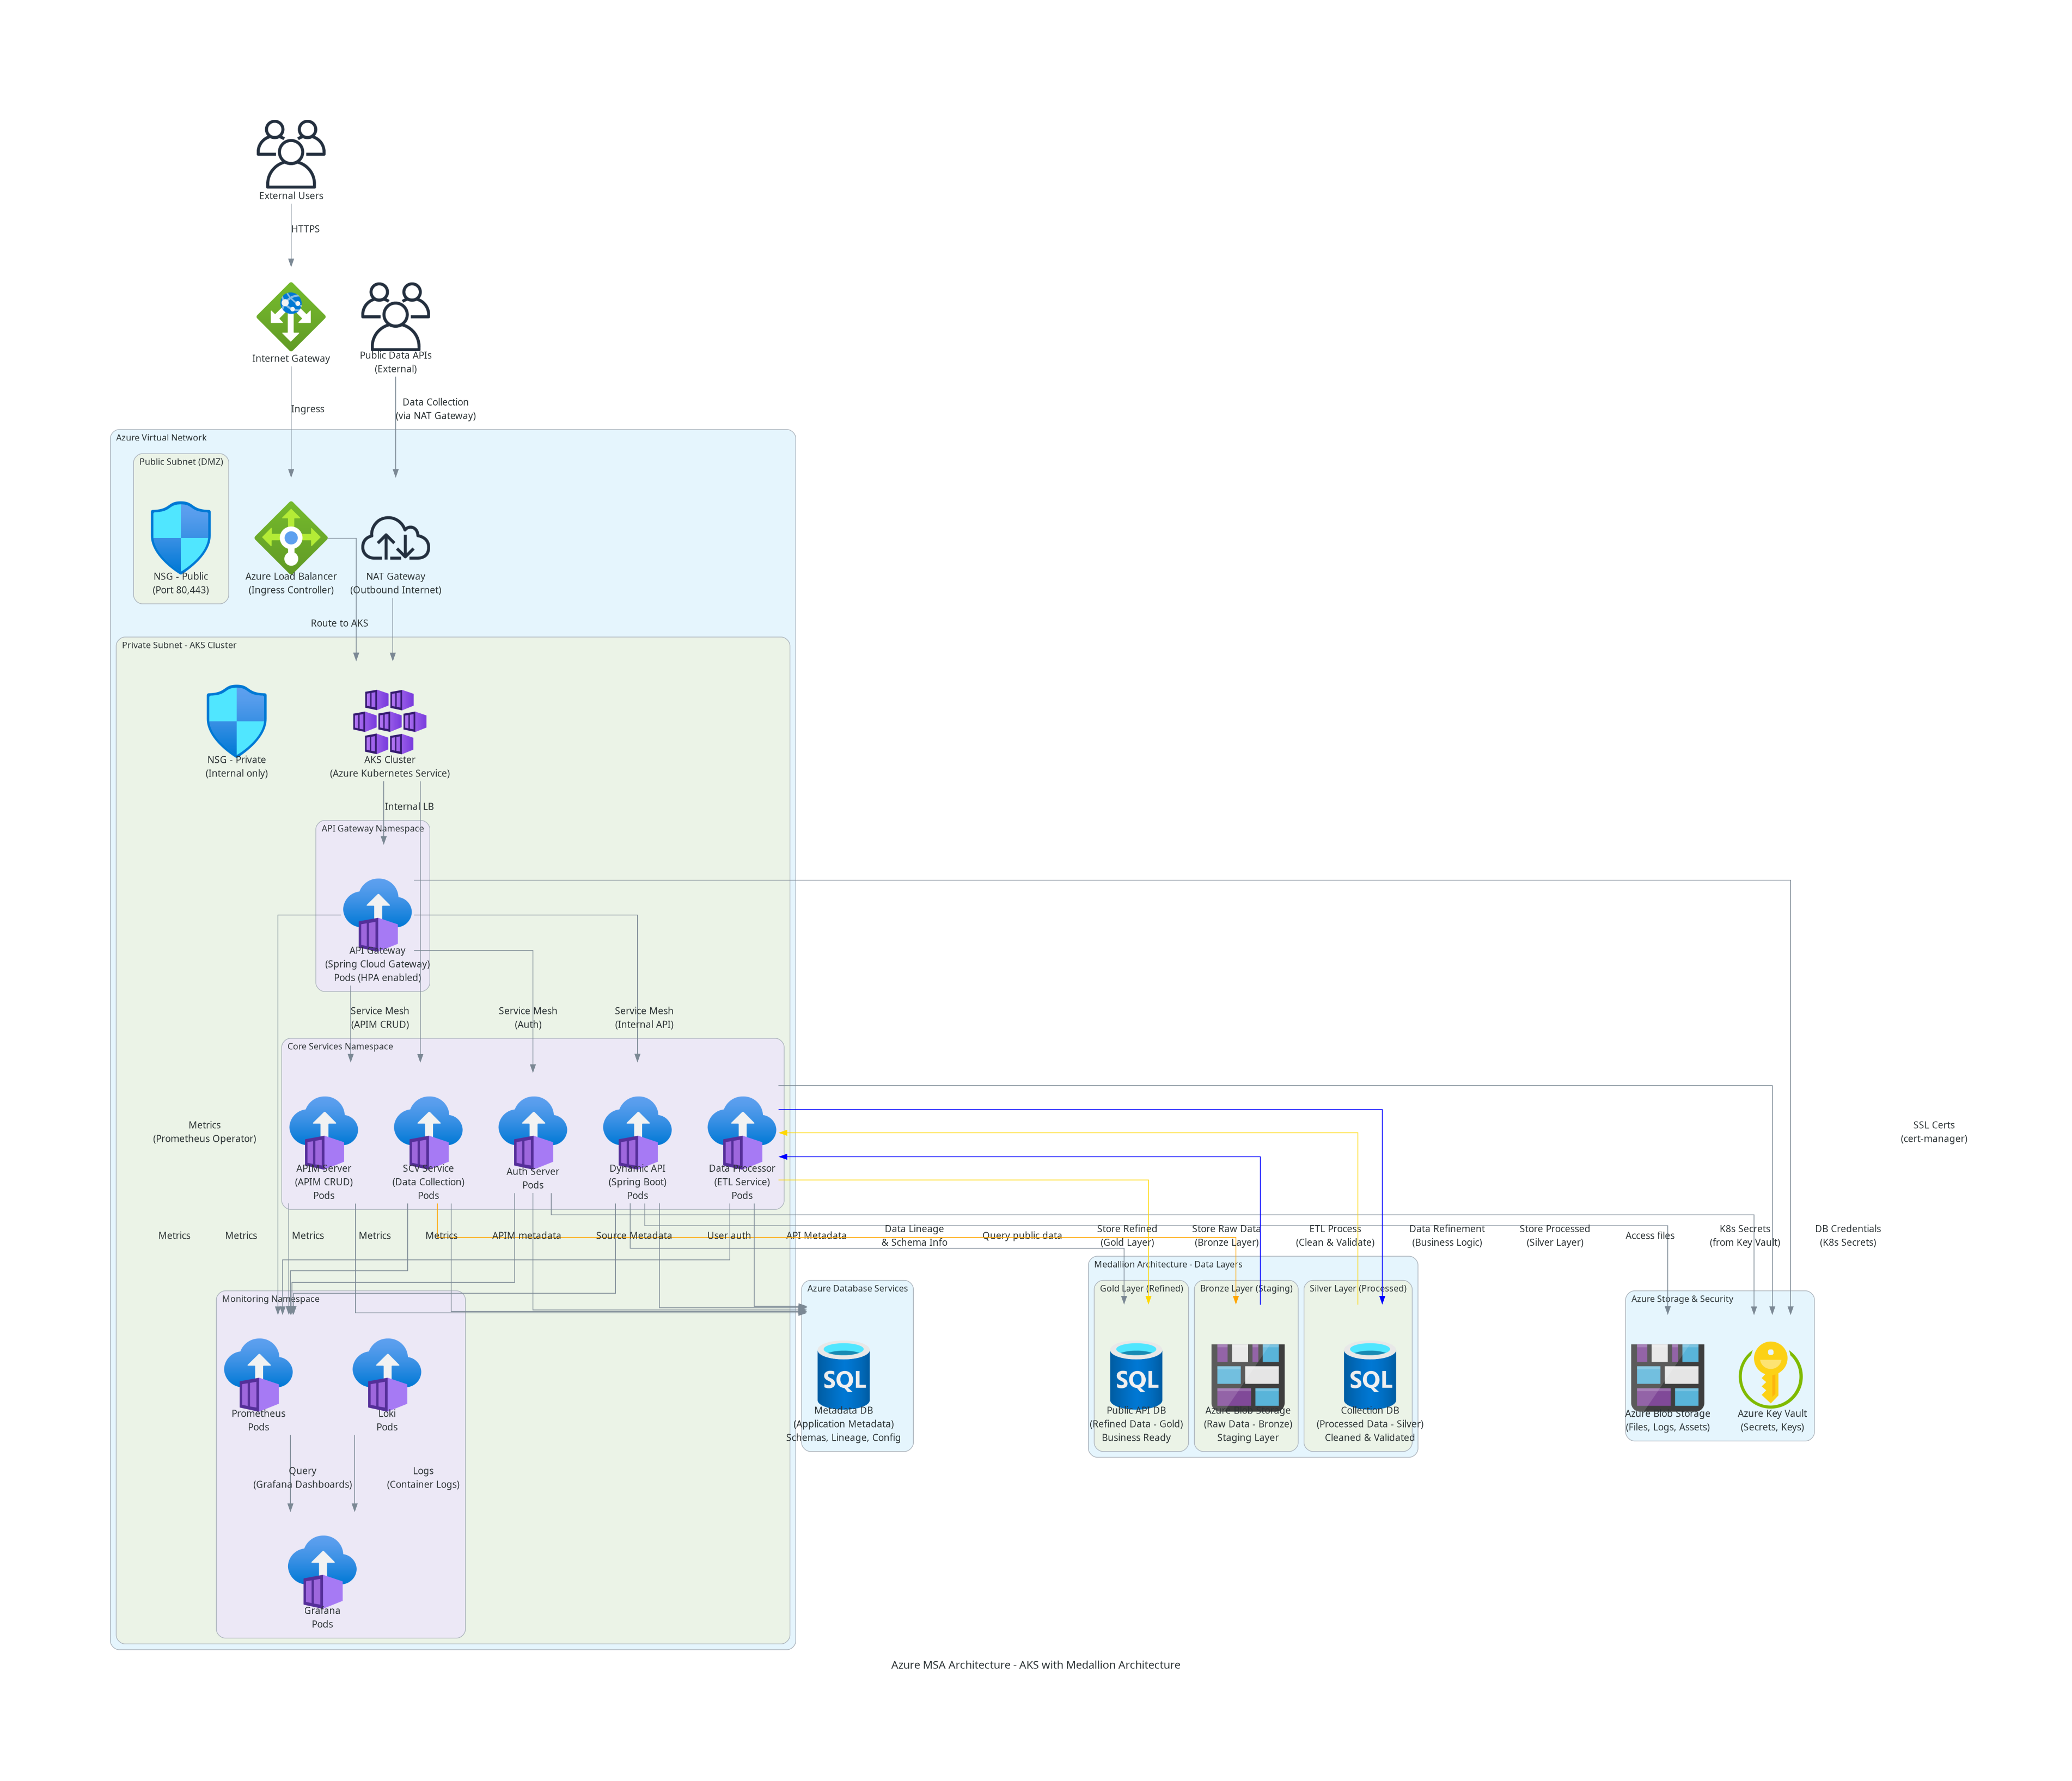 External Users
HTTPS
Internet Gateway
Public Data APIs
(External)
Ingress
Data Collection
(via NAT Gateway)
Azure Virtual Network
Public Subnet (DMZ)
NSG - Public
(Port 80,443)
Azure Load Balancer
(Ingress Controller)
NAT Gateway
(Outbound Internet)
Route to AKS
Private Subnet - AKS Cluster
NSG - Private
(Internal only)
AKS Cluster
(Azure Kubernetes Service)
Internal LB
API Gateway Namespace
API Gateway
(Spring Cloud Gateway)
Pods (HPA enabled)
Service Mesh
(APIM CRUD)
Service Mesh
(Auth)
Service Mesh
(Internal API)
Core Services Namespace
Metrics
(Prometheus Operator)
SSL Certs
(cert-manager)
APIM Server
(APIM CRUD)
Pods
SCV Service
(Data Collection)
Pods
Auth Server
Pods
Dynamic API
(Spring Boot)
Pods
Data Processor
(ETL Service)
Pods
Metrics
Metrics
Metrics
Metrics
Metrics
APIM metadata
Source Metadata
User auth
API Metadata
Data Lineage
& Schema Info
Query public data
Store Refined
(Gold Layer)
Store Raw Data
(Bronze Layer)
ETL Process
(Clean & Validate)
Data Refinement
(Business Logic)
Store Processed
(Silver Layer)
Access files
K8s Secrets
(from Key Vault)
DB Credentials
(K8s Secrets)
Monitoring Namespace
Prometheus
Pods
Loki
Pods
Query
(Grafana Dashboards)
Logs
(Container Logs)
Grafana
Pods
Azure Database Services
SQL
Metadata DB
(Application Metadata)
Schemas, Lineage, Config
Medallion Architecture - Data Layers
Gold Layer (Refined)
SQL
Public API DB
(Refined Data - Gold)
Business Ready
Bronze Layer (Staging)
Azure Blob Storage
(Raw Data - Bronze)
Staging Layer
Silver Layer (Processed)
SQL
Collection DB
(Processed Data - Silver)
Cleaned & Validated
Azure Storage & Security
Azure Blob Storage
(Files, Logs, Assets)
Azure Key Vault
(Secrets, Keys)
Azure MSA Architecture - AKS with Medallion Architecture